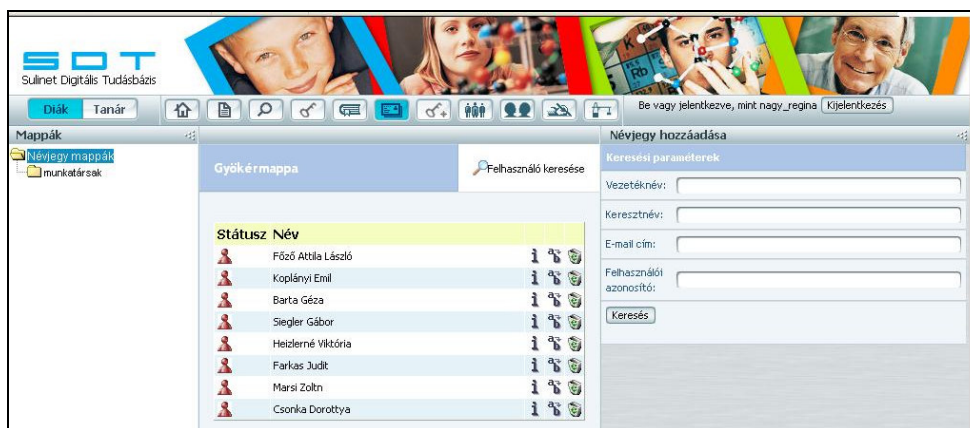 SDT
Sulinet Digitális Tudásbázis
Diák Tanár
Be vagy jelentkezve, mint nagy_regina Kijelentkezés
Mappák
Névjegy mappák
munkatársak
Gyökérmappa
Felhasználó keresése
Státusz Név
Főző Attila László
Koplányi Emil
Barta Géza
Siegler Gábor
Heizlerné Viktória
Farkas Judit
Marsi Zoltn
Csonka Dorottya
Névjegy hozzáadása
Keresési paraméterek
Vezetéknév:
Keresztnév:
E-mail cím:
Felhasználói
azonosító:
Keresés